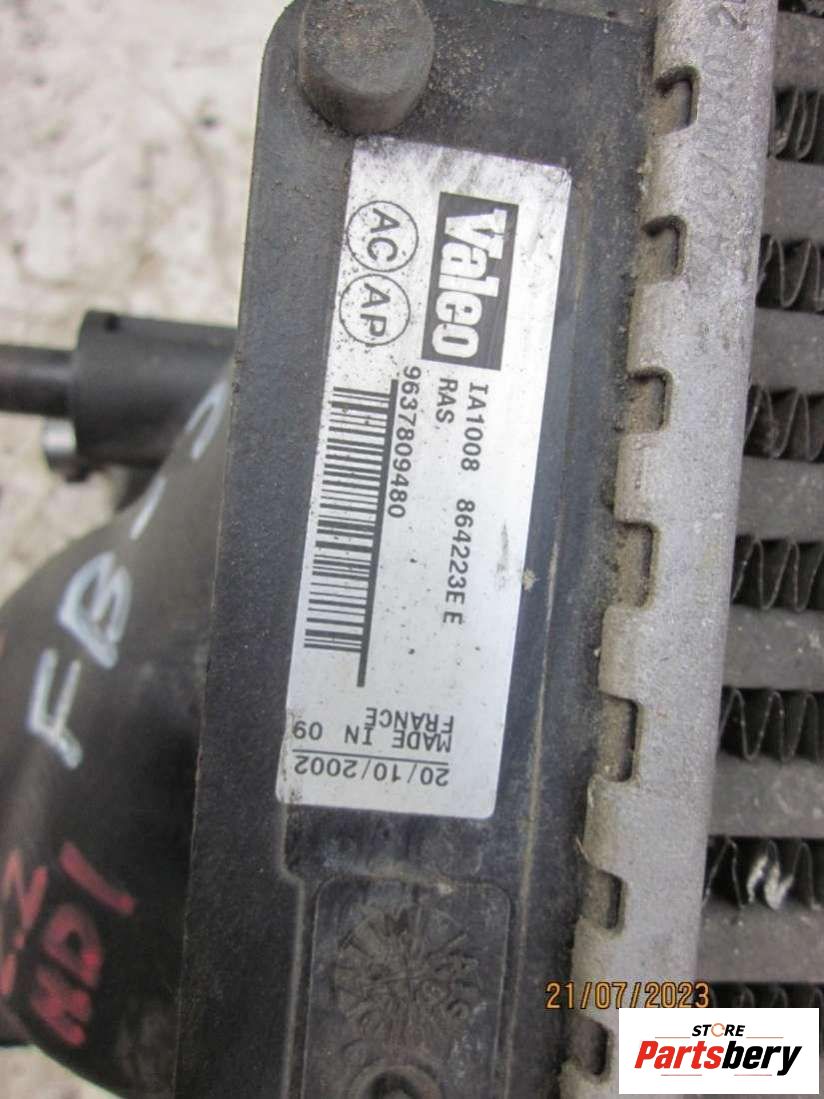 Valeo
AC
AP
IA1008 864223E E
RAS
9637809480
MADE IN 09
FRANCE
20/10/2002
FB-
HDI
21/07/2023
STORE
Partsbery